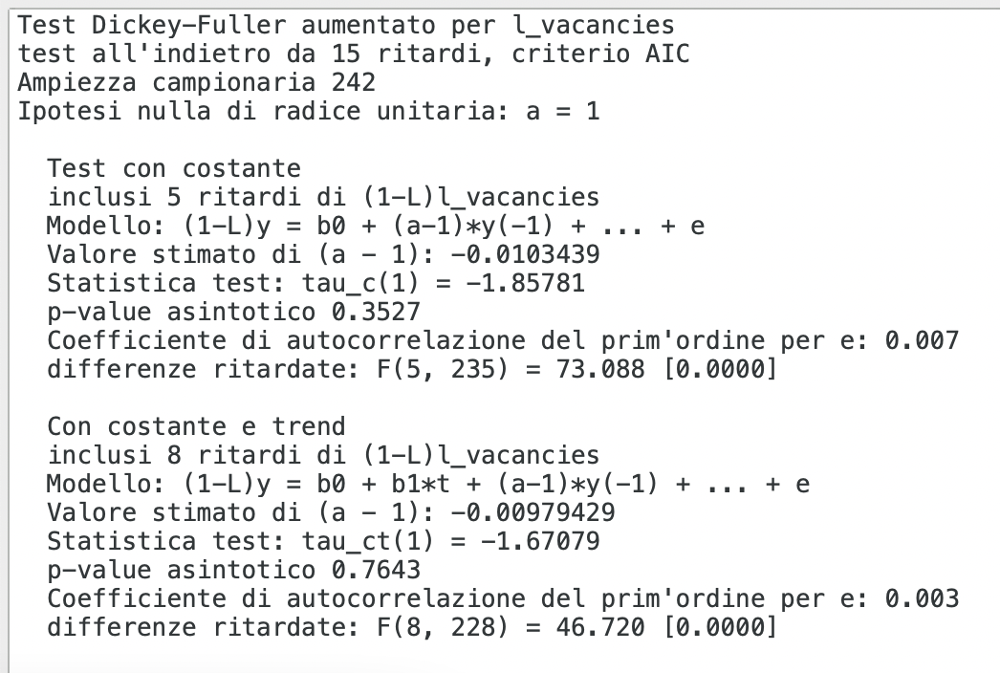 Test Dickey-Fuller aumentato per l_vacancies
test all'indietro da 15 ritardi, criterio AIC
Ampiezza campionaria 242
Ipotesi nulla di radice unitaria: a = 1

  Test con costante
  inclusi 5 ritardi di (1-L)l_vacancies
  Modello: (1-L)y = b0 + (a-1)*y(-1) + ... + e
  Valore stimato di (a - 1): -0.0103439
  Statistica test: tau_c(1) = -1.85781
  p-value asintotico 0.3527
  Coefficiente di autocorrelazione del prim'ordine per e: 0.007
  differenze ritardate: F(5, 235) = 73.088 [0.0000]

  Con costante e trend
  inclusi 8 ritardi di (1-L)l_vacancies
  Modello: (1-L)y = b0 + b1*t + (a-1)*y(-1) + ... + e
  Valore stimato di (a - 1): -0.00979429
  Statistica test: tau_ct(1) = -1.67079
  p-value asintotico 0.7643
  Coefficiente di autocorrelazione del prim'ordine per e: 0.003
  differenze ritardate: F(8, 228) = 46.720 [0.0000]